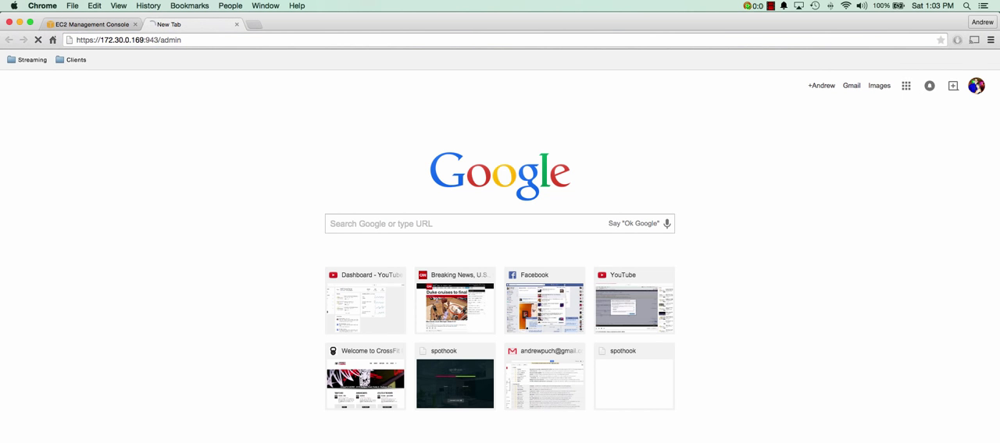 Chrome File Edit View History Bookmarks People Window Help 0:0 100% Sat 1:03 PM
EC2 Management Console New Tab Andrew
https://172.30.0.169:943/admin
Streaming Clients
+Andrew Gmail Images
Google
Search Google or type URL Say "Ok Google"
Dashboard - YouTube Breaking News, U.S... Facebook YouTube
Duke cruises to final
Welcome to CrossFit spothook andrewpuch@gmail.c spothook